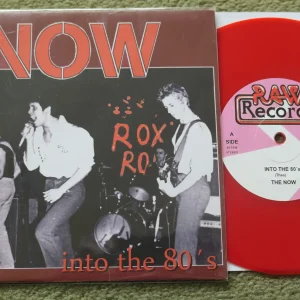 NOW
ROX
RO
into the 80's
RAW
Records
A
SIDE
INTO THE 80's
THE NOW